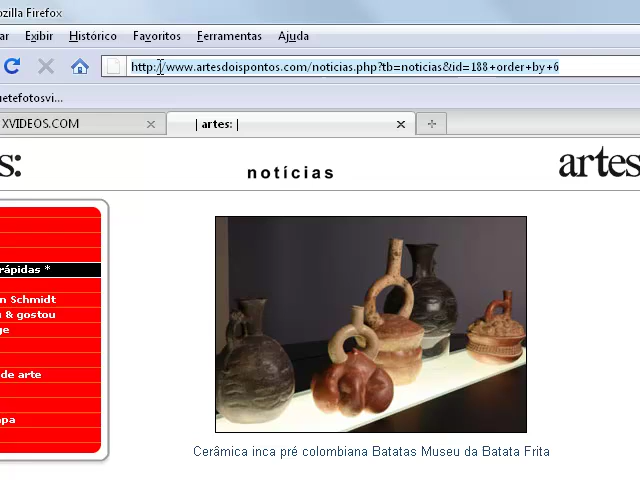 ozilla Firefox
ar Exibir Histórico Favoritos Ferramentas Ajuda
http://www.artesdoispontos.com/noticias.php?tb=noticias&id=188+order+by+6
uetefotosvi...
XVIDEOS.COM | artes: |
s: notícias artes
rápidas *
n Schmidt
& gostou
ge
de arte
apa
Cerâmica inca pré colombiana Batatas Museu da Batata Frita